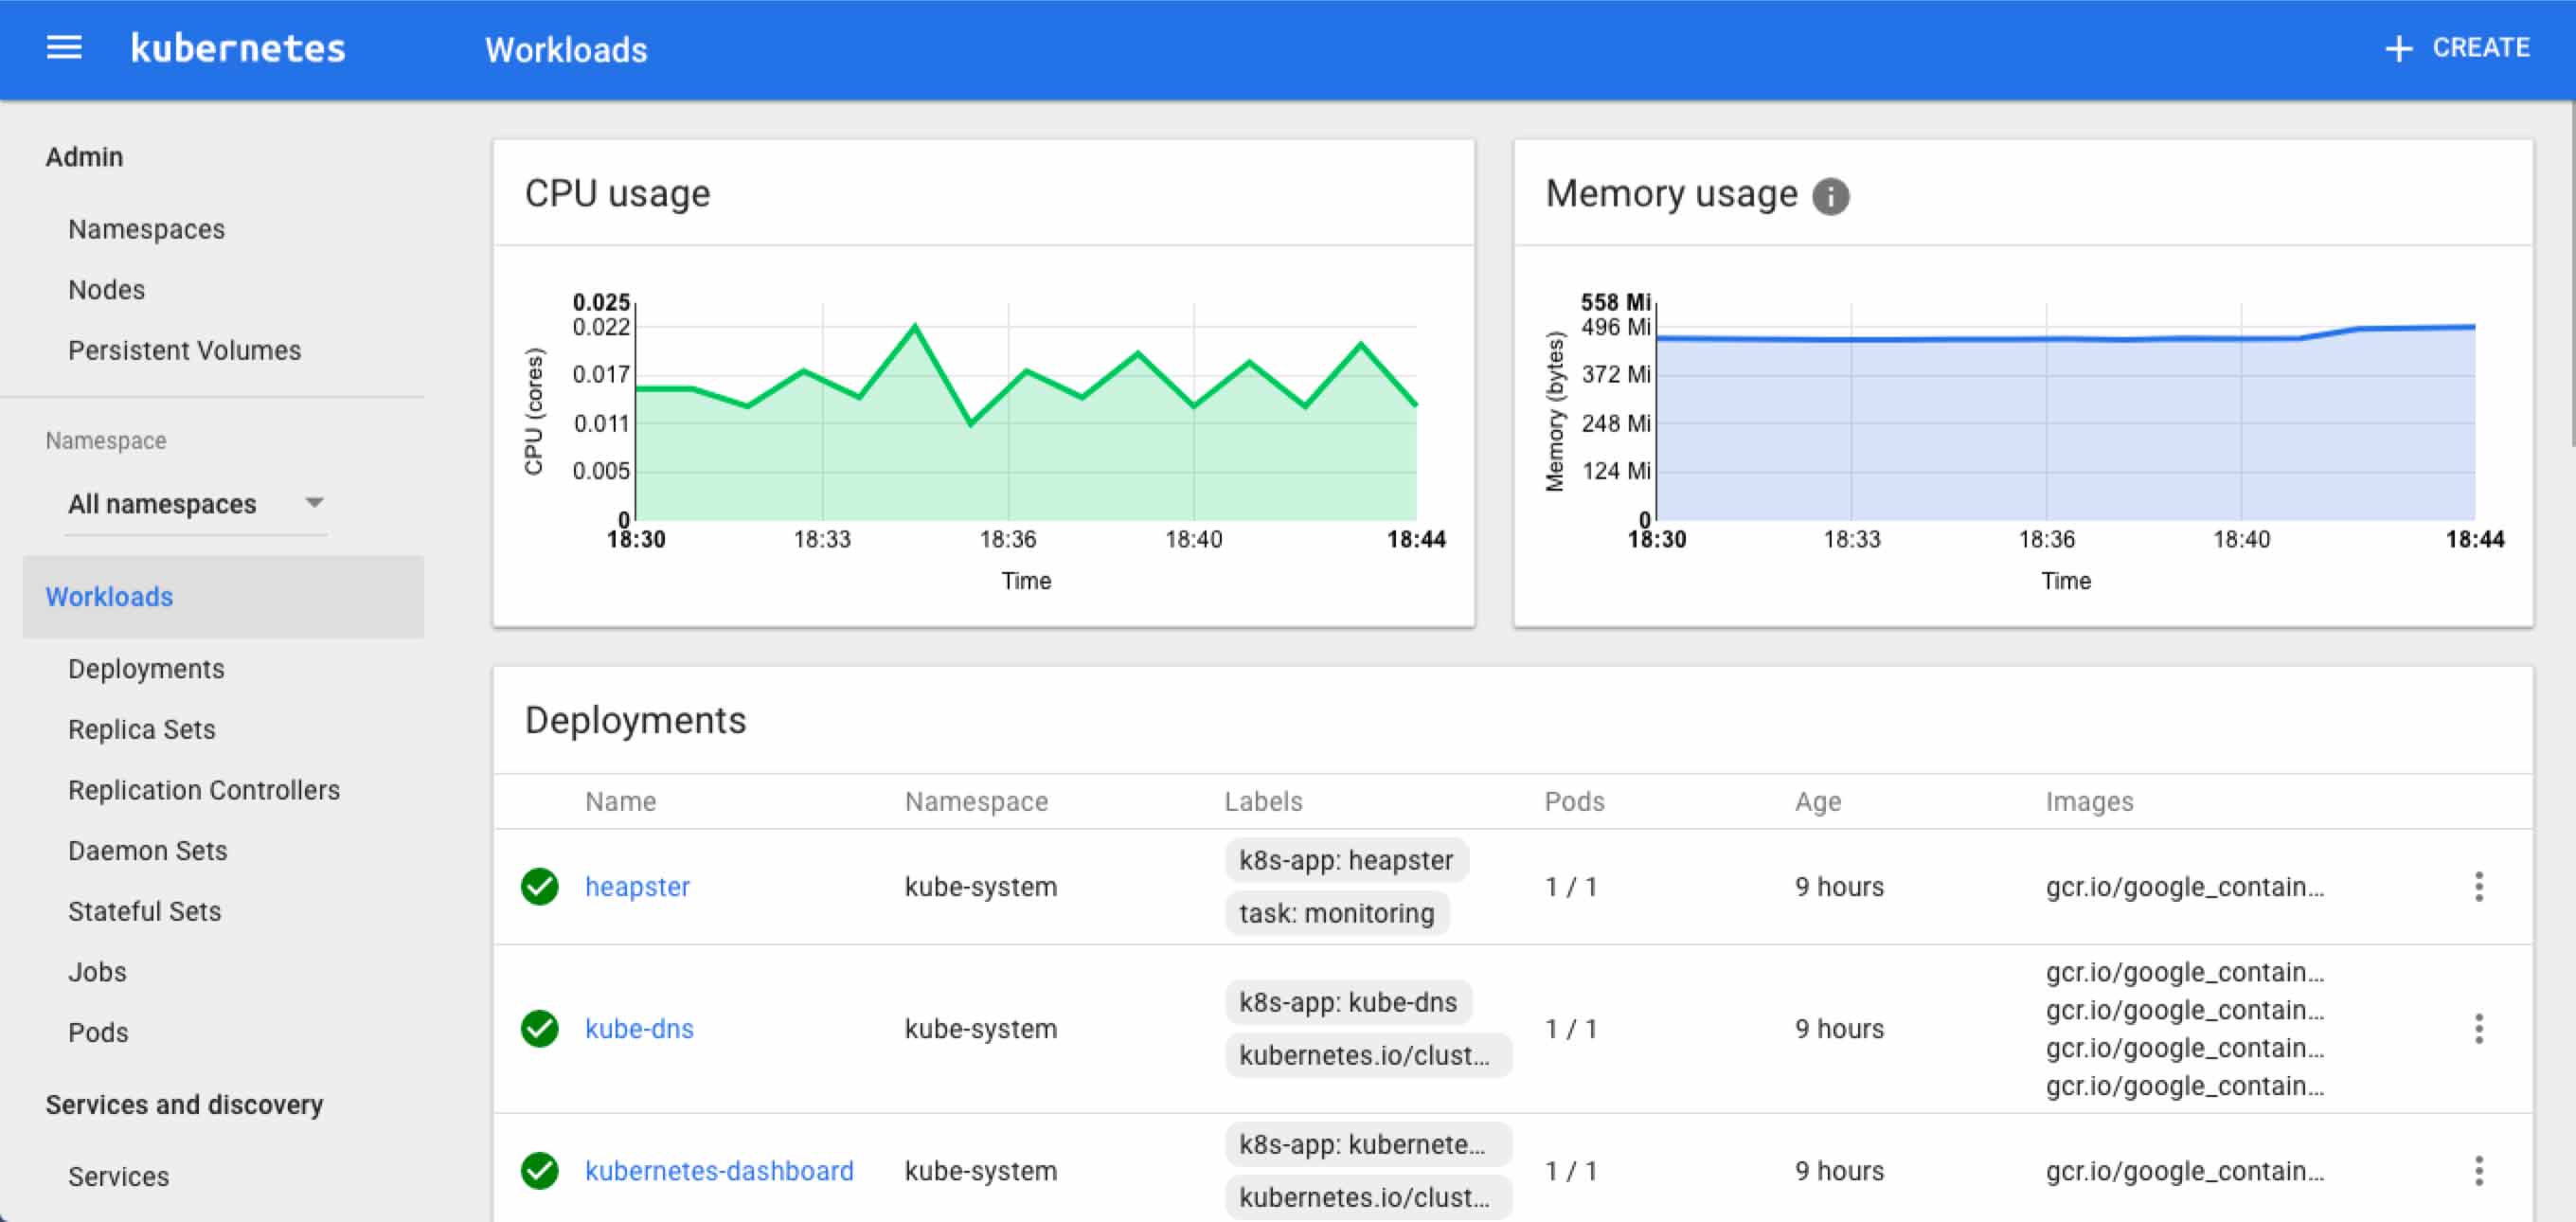 kubernetes
Workloads
+ CREATE
Admin
Namespaces
Nodes
Persistent Volumes
Namespace
All namespaces
Workloads
Deployments
Replica Sets
Replication Controllers
Daemon Sets
Stateful Sets
Jobs
Pods
Services and discovery
Services
CPU usage
CPU (cores)
0.025
0.022
0.017
0.011
0.005
0
18:30 18:33 18:36 18:40 18:44
Time
Memory usage i
Memory (bytes)
558 Mi
496 Mi
372 Mi
248 Mi
124 Mi
0
18:30 18:33 18:36 18:40 18:44
Time
Deployments
Name Namespace Labels Pods Age Images
heapster kube-system k8s-app: heapster 1 / 1 9 hours gcr.io/google_contain...
task: monitoring
kube-dns kube-system k8s-app: kube-dns 1 / 1 9 hours gcr.io/google_contain...
kubernetes.io/clust... gcr.io/google_contain...
gcr.io/google_contain...
gcr.io/google_contain...
kubernetes-dashboard kube-system k8s-app: kubernete... 1 / 1 9 hours gcr.io/google_contain...
kubernetes.io/clust...